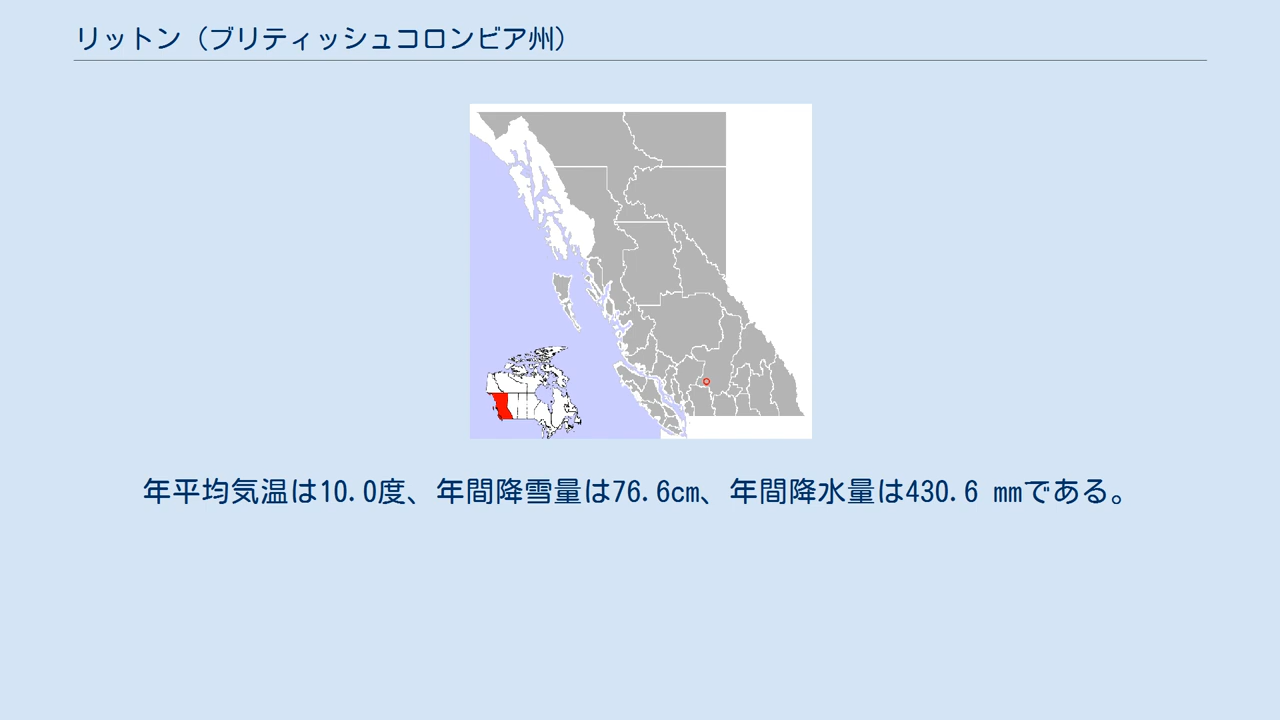 リットン（ブリティッシュコロンビア州）
年平均気温は10.0度、年間降雪量は76.6cm、年間降水量は430.6 mmである。